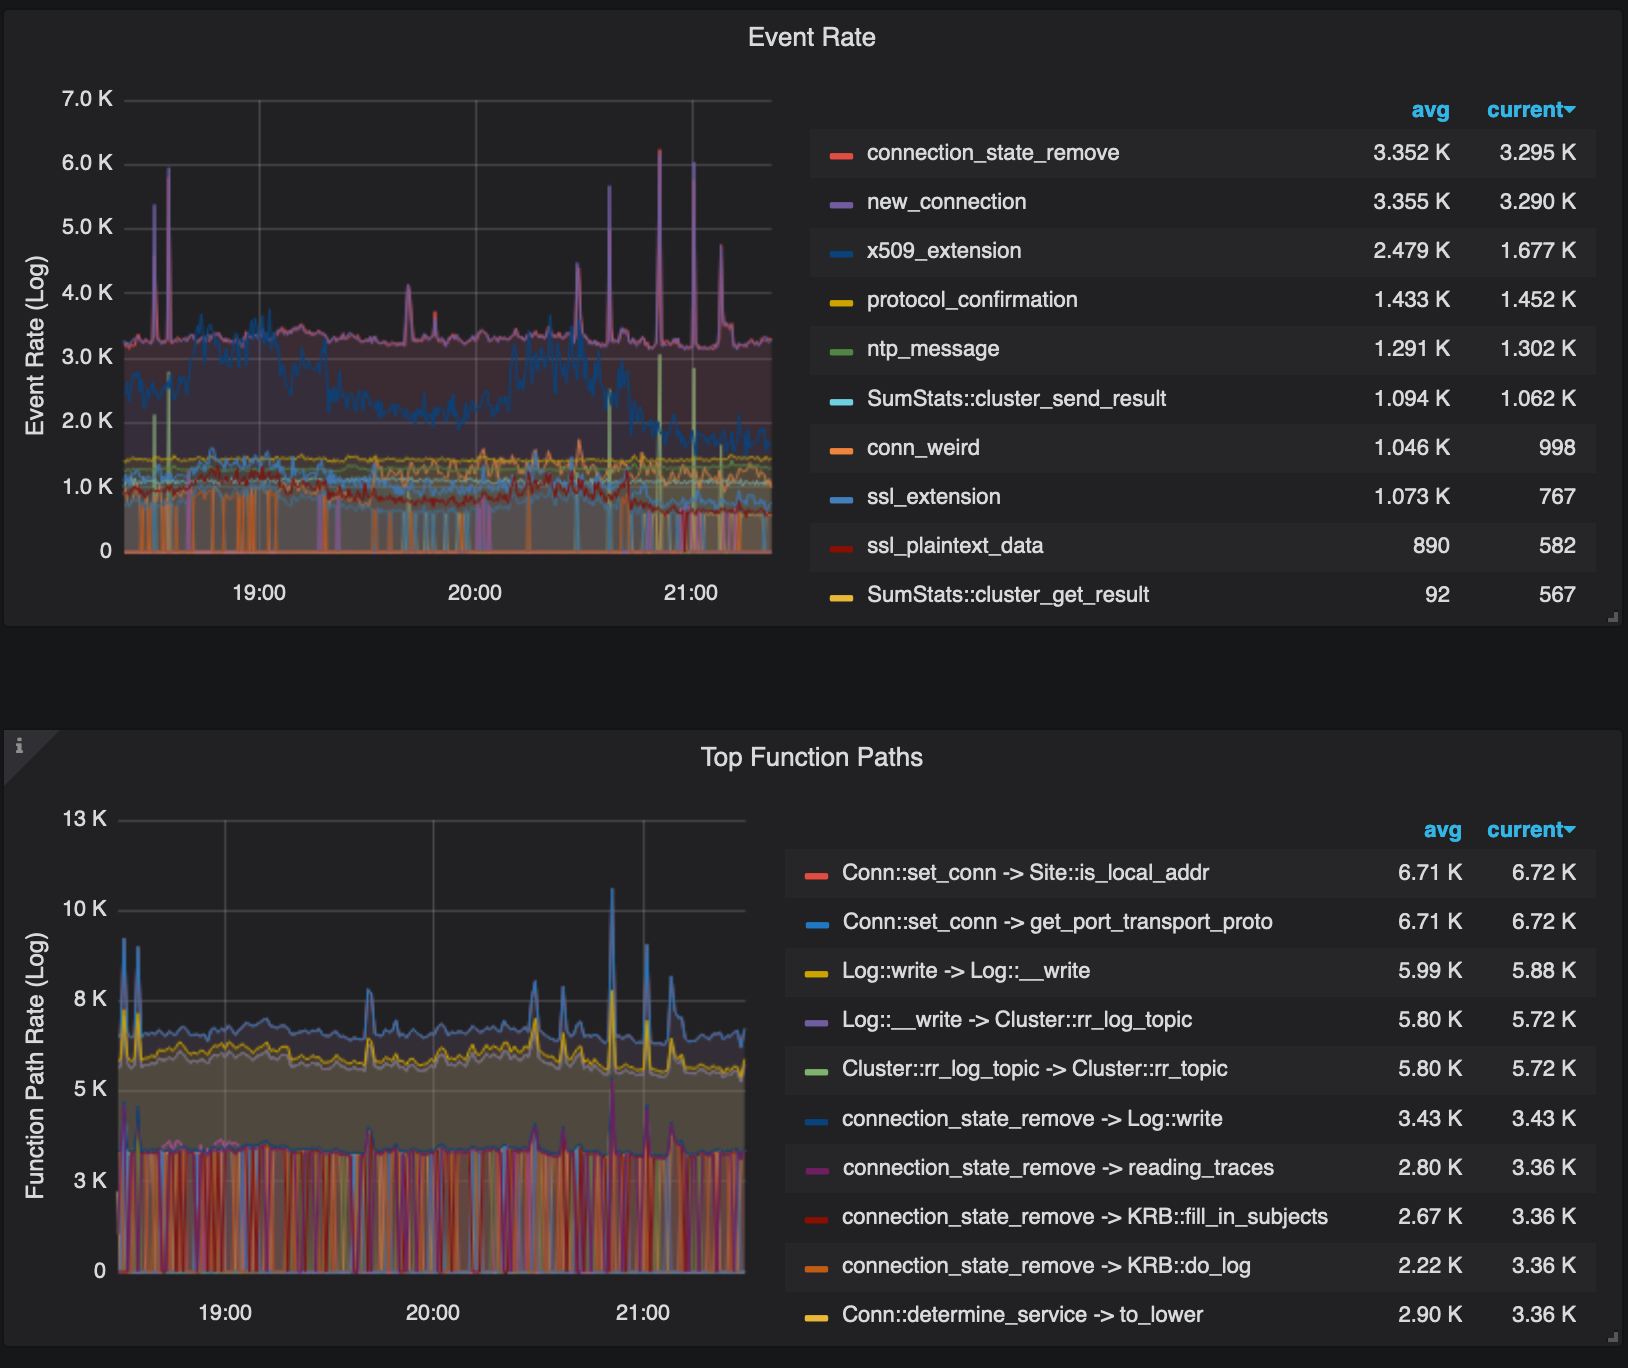 Event Rate
Event Rate (Log)
7.0 K
6.0 K
5.0 K
4.0 K
3.0 K
2.0 K
1.0 K
0
19:00 20:00 21:00
avg current
connection_state_remove 3.352 K 3.295 K
new_connection 3.355 K 3.290 K
x509_extension 2.479 K 1.677 K
protocol_confirmation 1.433 K 1.452 K
ntp_message 1.291 K 1.302 K
SumStats::cluster_send_result 1.094 K 1.062 K
conn_weird 1.046 K 998
ssl_extension 1.073 K 767
ssl_plaintext_data 890 582
SumStats::cluster_get_result 92 567
i
Top Function Paths
Function Path Rate (Log)
13 K
10 K
8 K
5 K
3 K
0
19:00 20:00 21:00
avg current
Conn::set_conn -> Site::is_local_addr 6.71 K 6.72 K
Conn::set_conn -> get_port_transport_proto 6.71 K 6.72 K
Log::write -> Log::__write 5.99 K 5.88 K
Log::__write -> Cluster::rr_log_topic 5.80 K 5.72 K
Cluster::rr_log_topic -> Cluster::rr_topic 5.80 K 5.72 K
connection_state_remove -> Log::write 3.43 K 3.43 K
connection_state_remove -> reading_traces 2.80 K 3.36 K
connection_state_remove -> KRB::fill_in_subjects 2.67 K 3.36 K
connection_state_remove -> KRB::do_log 2.22 K 3.36 K
Conn::determine_service -> to_lower 2.90 K 3.36 K